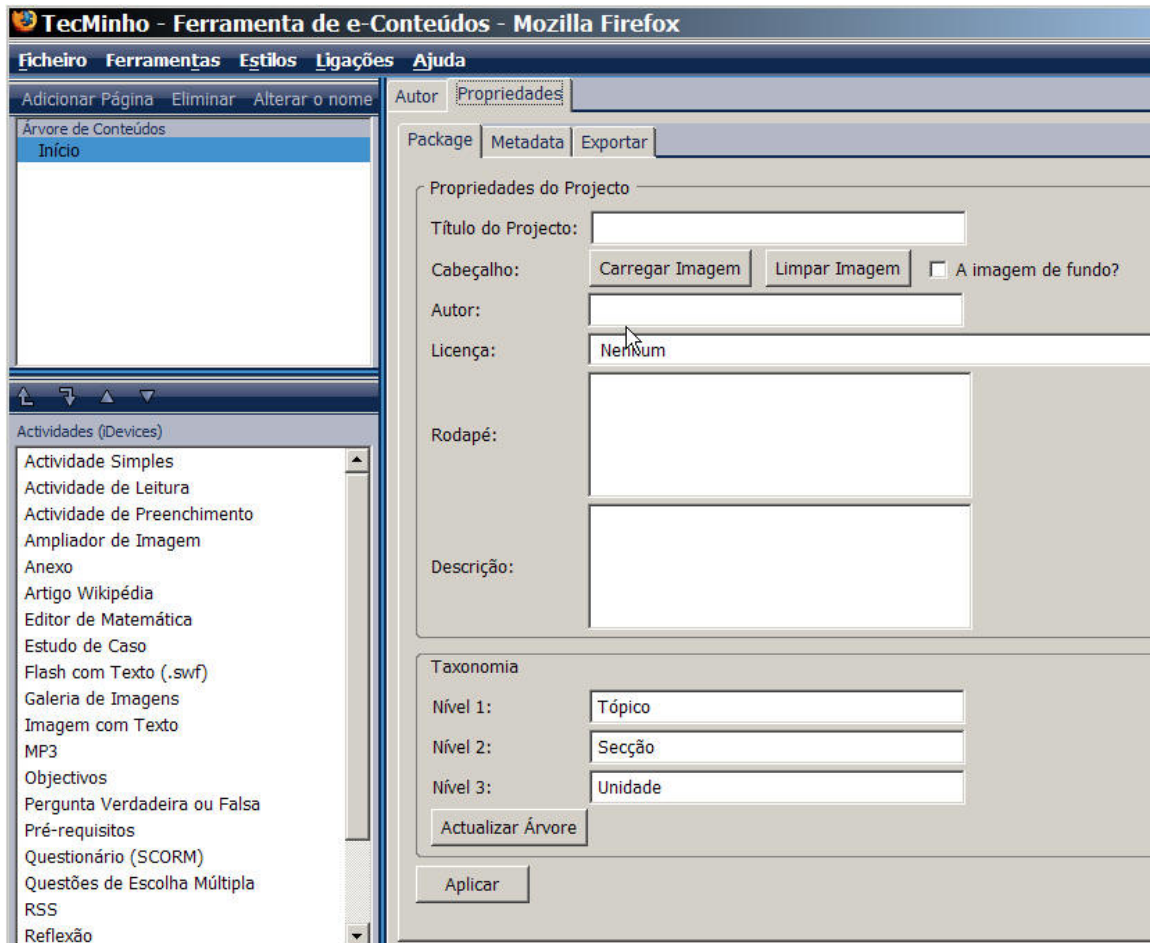 TecMinho - Ferramenta de e-Conteúdos - Mozilla Firefox
Ficheiro Ferramentas Estilos Ligações Ajuda
Adicionar Página Eliminar Alterar o nome
Árvore de Conteúdos
Início
Actividades (iDevices)
Actividade Simples
Actividade de Leitura
Actividade de Preenchimento
Ampliador de Imagem
Anexo
Artigo Wikipédia
Editor de Matemática
Estudo de Caso
Flash com Texto (.swf)
Galeria de Imagens
Imagem com Texto
MP3
Objectivos
Pergunta Verdadeira ou Falsa
Pré-requisitos
Questionário (SCORM)
Questões de Escolha Múltipla
RSS
Reflexão
Autor Propriedades
Package Metadata Exportar
Propriedades do Projecto
Título do Projecto:
Cabeçalho: Carregar Imagem Limpar Imagem A imagem de fundo?
Autor:
Licença: Nenhum
Rodapé:
Descrição:
Taxonomia
Nível 1: Tópico
Nível 2: Secção
Nível 3: Unidade
Actualizar Árvore
Aplicar